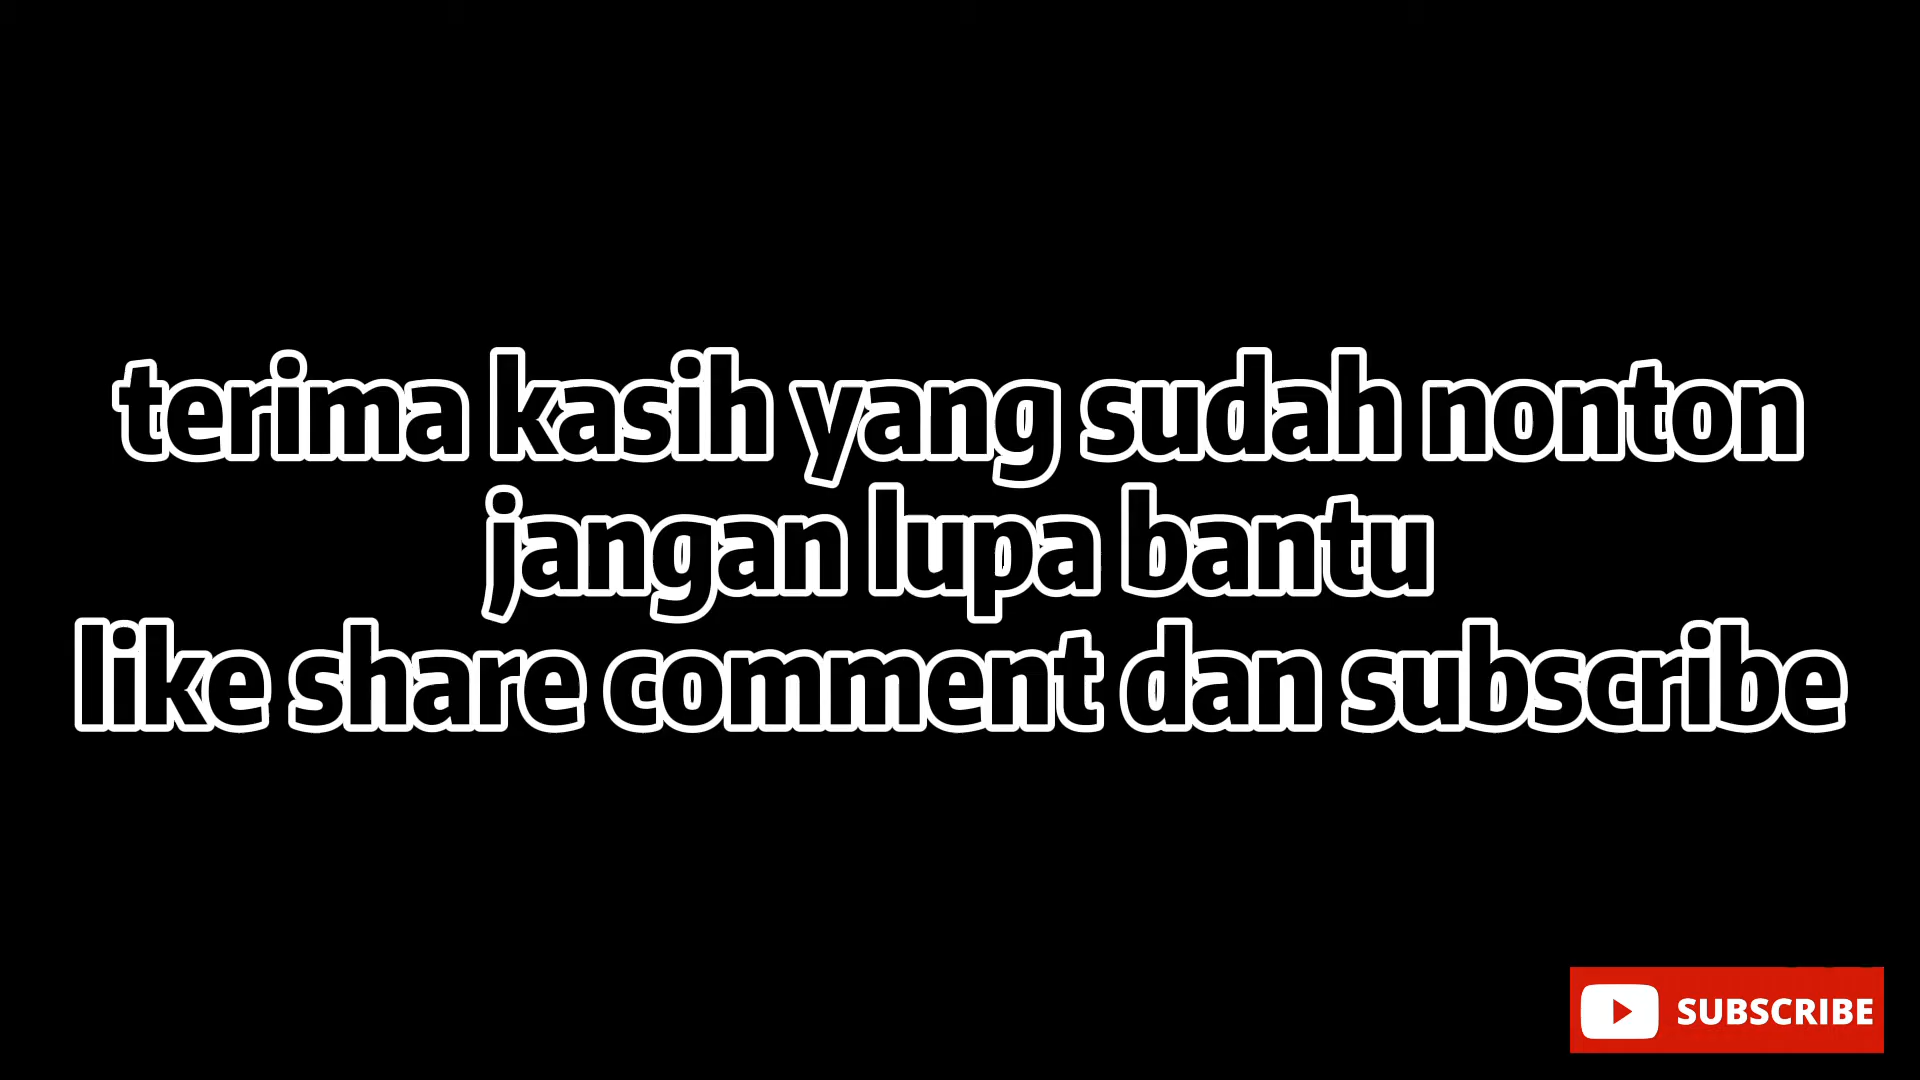 terima kasih yang sudah nonton
jangan lupa bantu
like share comment dan subscribe
SUBSCRIBE